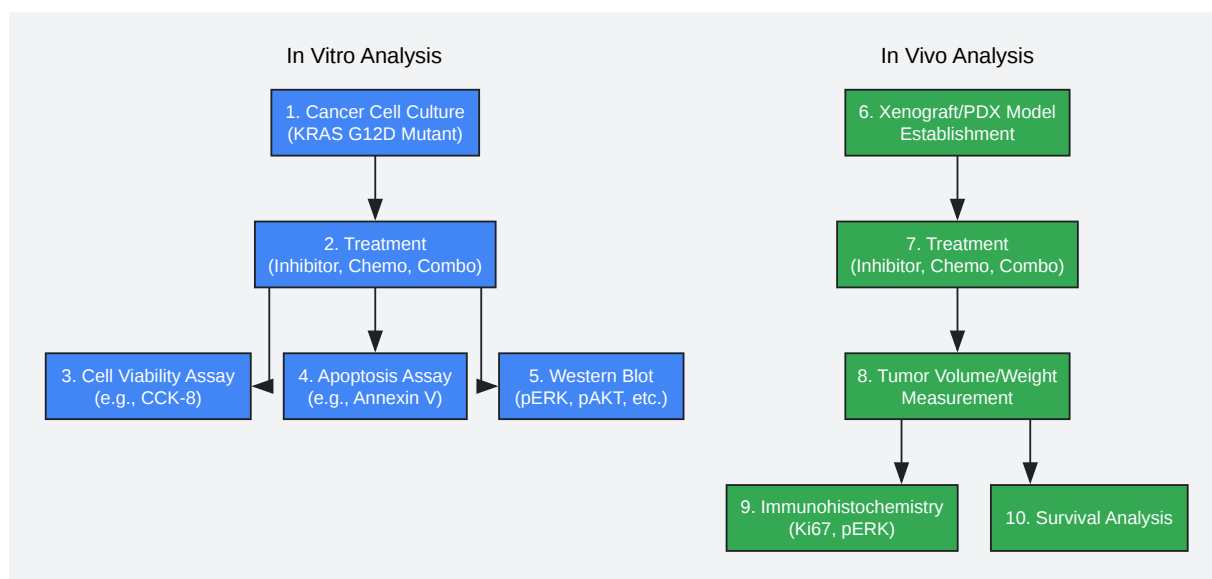 In Vitro Analysis
1. Cancer Cell Culture
(KRAS G12D Mutant)
2. Treatment
(Inhibitor, Chemo, Combo)
3. Cell Viability Assay
(e.g., CCK-8)
4. Apoptosis Assay
(e.g., Annexin V)
5. Western Blot
(pERK, pAKT, etc.)
In Vivo Analysis
6. Xenograft/PDX Model
Establishment
7. Treatment
(Inhibitor, Chemo, Combo)
8. Tumor Volume/Weight
Measurement
9. Immunohistochemistry
(Ki67, pERK)
10. Survival Analysis